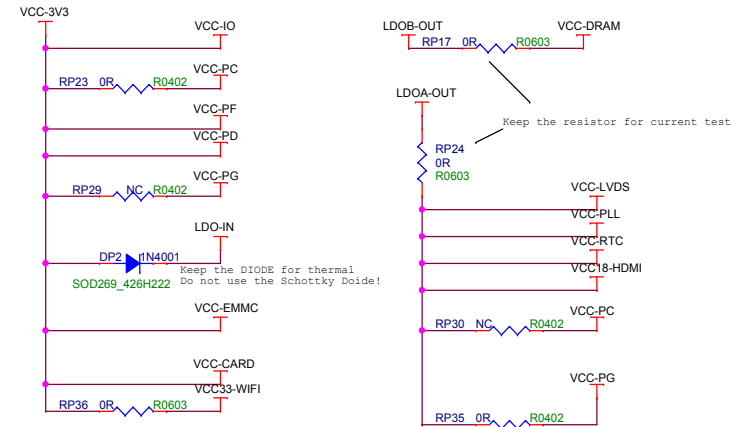 VCC-3V3
VCC-IO
RP23 0R R0402
VCC-PC
VCC-PF
VCC-PD
RP29 NC R0402
VCC-PG
LDO-IN
DP2 1N4001
SOD269_426H222
Keep the DIODE for thermal
Do not use the Schottky Doide!
VCC-EMMC
VCC-CARD
VCC33-WIFI
RP36 0R R0603
LDOB-OUT
VCC-DRAM
RP17 0R R0603
LDOA-OUT
Keep the resistor for current test
RP24
0R
R0603
VCC-LVDS
VCC-PLL
VCC-RTC
VCC18-HDMI
VCC-PC
RP30 NC R0402
VCC-PG
RP35 0R R0402